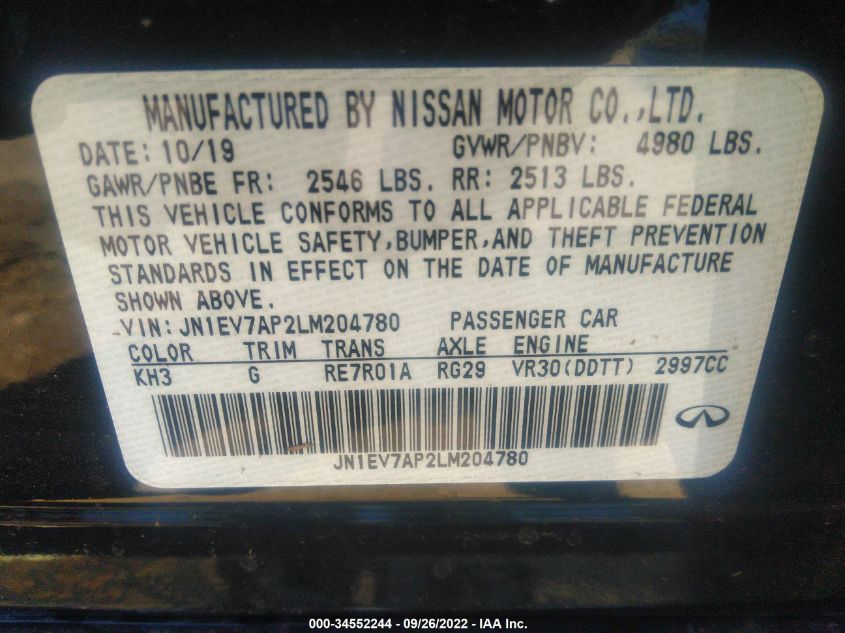 MANUFACTURED BY NISSAN MOTOR CO.,LTD.
DATE: 10/19 GVWR/PNBV: 4980 LBS.
GAWR/PNBE FR: 2546 LBS. RR: 2513 LBS.
THIS VEHICLE CONFORMS TO ALL APPLICABLE FEDERAL
MOTOR VEHICLE SAFETY,BUMPER,AND THEFT PREVENTION
STANDARDS IN EFFECT ON THE DATE OF MANUFACTURE
SHOWN ABOVE.
VIN:JN1EV7AP2LM204780 PASSENGER CAR
COLOR TRIM TRANS AXLE ENGINE
KH3 G RE7R01A RG29 VR30(DDTT) 2997CC
JN1EV7AP2LM204780
000-34552244 - 09/26/2022 - IAA Inc.